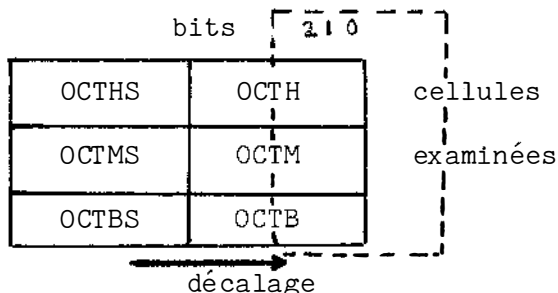 bits 2 1 0
OCTHS OCTH cellules
OCTMS OCTM examinées
OCTBS OCTB
décalage